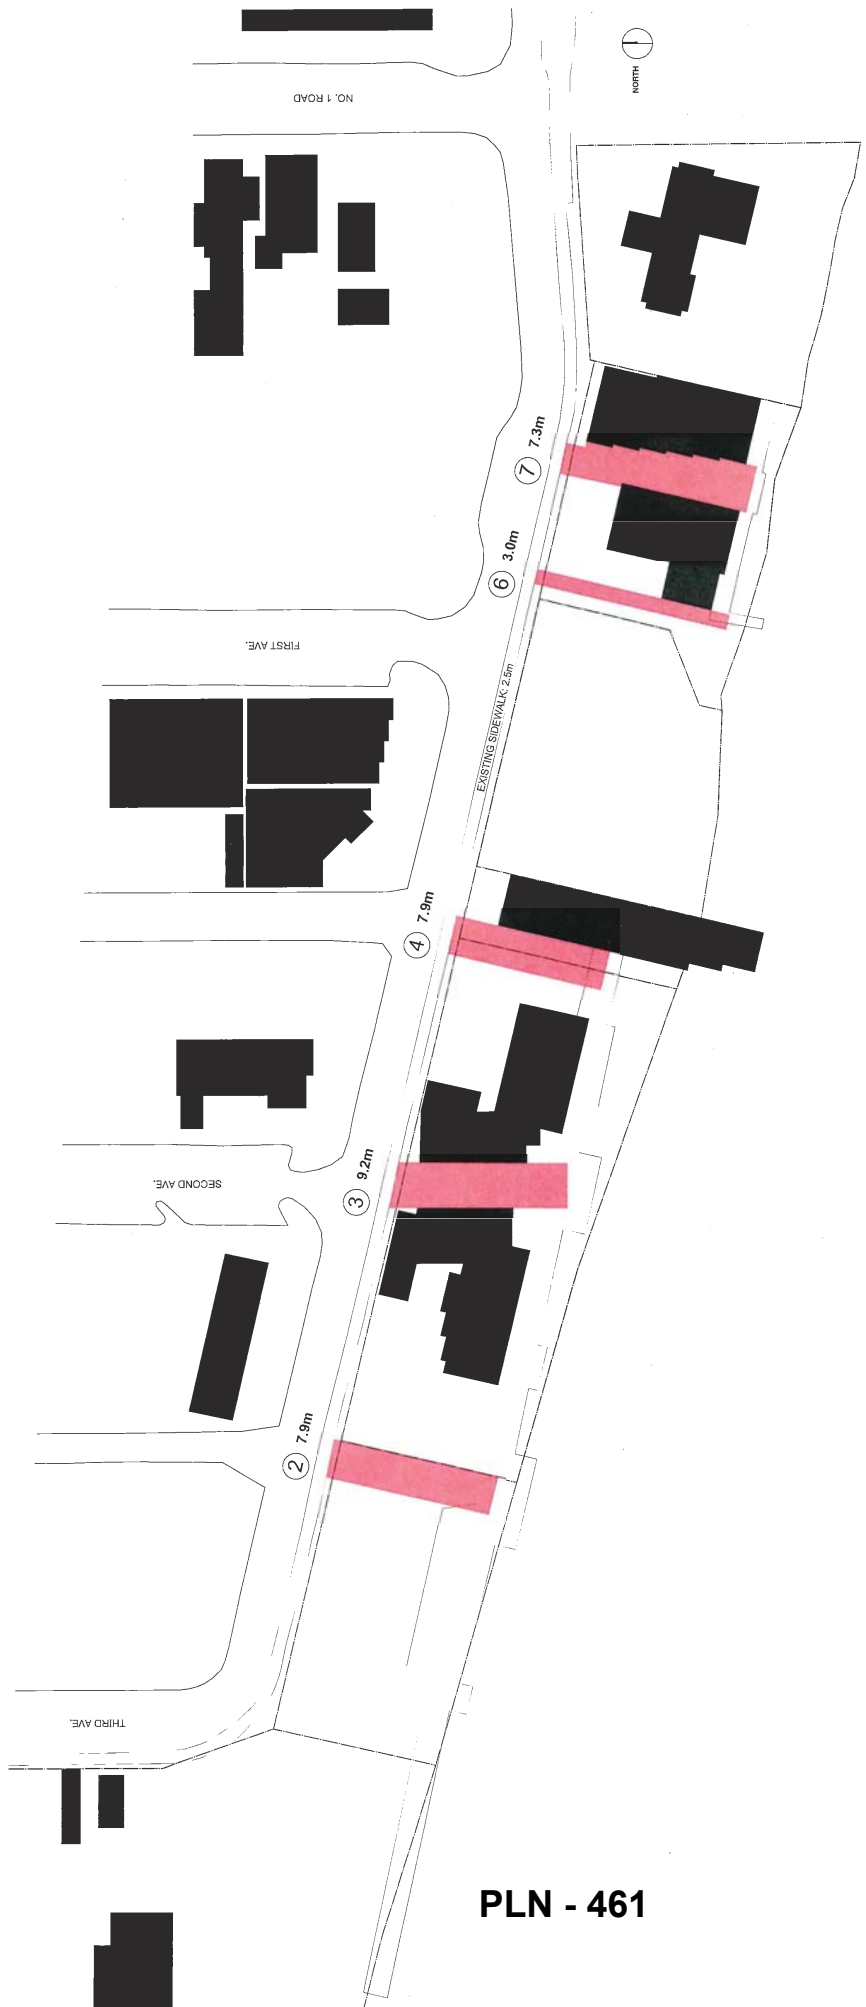 NORTH
NO. 1 ROAD
7 7.3m
6 3.0m
FIRST AVE.
EXISTING SIDEWALK: 2.5m
4 7.9m
3 9.2m
SECOND AVE.
2 7.9m
THIRD AVE.
PLN - 461